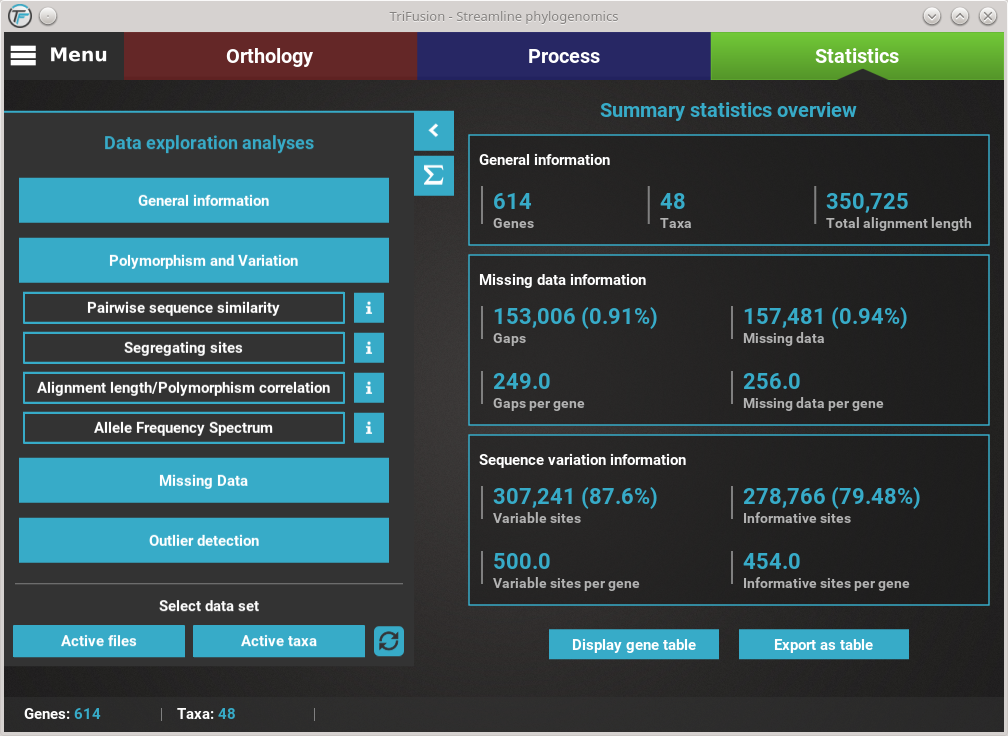 TriFusion - Streamline phylogenomics
Menu
Orthology
Process
Statistics
Data exploration analyses
General information
Polymorphism and Variation
Pairwise sequence similarity
i
Segregating sites
i
Alignment length/Polymorphism correlation
i
Allele Frequency Spectrum
i
Missing Data
Outlier detection
Select data set
Active files
Active taxa
<
Σ
Summary statistics overview
General information
614
Genes
48
Taxa
350,725
Total alignment length
Missing data information
153,006 (0.91%)
Gaps
157,481 (0.94%)
Missing data
249.0
Gaps per gene
256.0
Missing data per gene
Sequence variation information
307,241 (87.6%)
Variable sites
278,766 (79.48%)
Informative sites
500.0
Variable sites per gene
454.0
Informative sites per gene
Display gene table
Export as table
Genes: 614
Taxa: 48